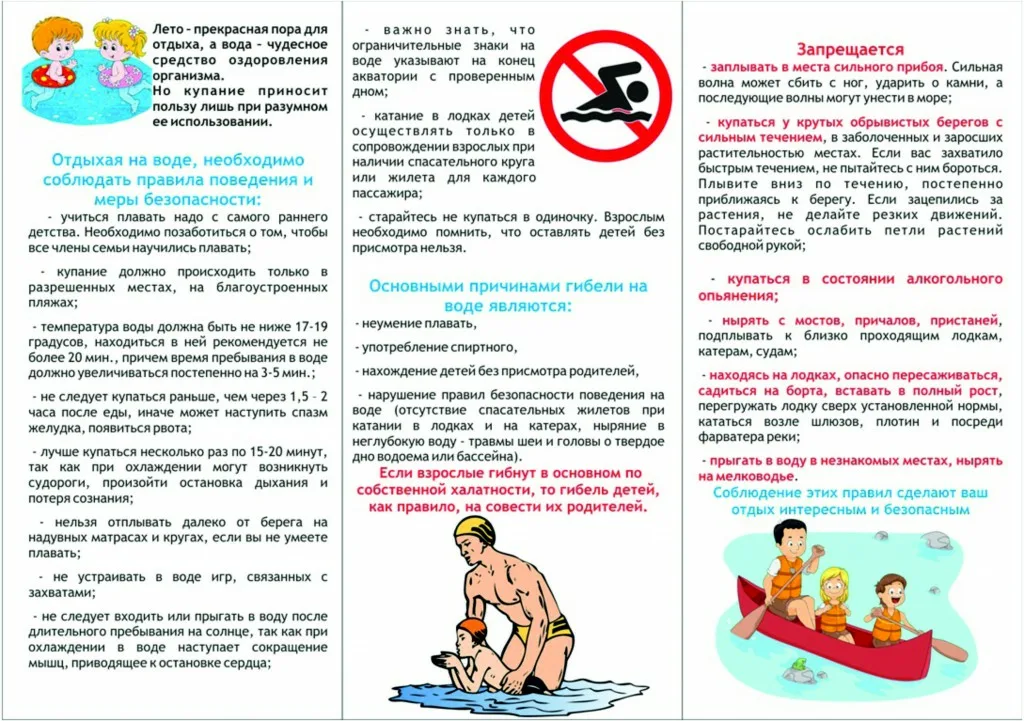 Лето - прекрасная пора для
отдыха, а вода - чудесное
средство оздоровления
организма.
Но купание приносит
пользу лишь при разумном
ее использовании.
Отдыхая на воде, необходимо
соблюдать правила поведения и
меры безопасности:
- учиться плавать надо с самого раннего
детства. Необходимо позаботиться о том, чтобы
все члены семьи научились плавать;
- купание должно происходить только в
разрешенных местах, на благоустроенных
пляжах;
- температура воды должна быть не ниже 17-19
градусов, находиться в ней рекомендуется не
более 20 мин., причем время пребывания в воде
должно увеличиваться постепенно на 3-5 мин.;
- не следует купаться раньше, чем через 1,5 - 2
часа после еды, иначе может наступить спазм
желудка, появиться рвота;
- лучше купаться несколько раз по 15-20 минут,
так как при охлаждении могут возникнуть
судороги, произойти остановка дыхания и
потеря сознания;
- нельзя отплывать далеко от берега на
надувных матрасах и кругах, если вы не умеете
плавать;
- не устраивать в воде игр, связанных с
захватами;
- не следует входить или прыгать в воду после
длительного пребывания на солнце, так как при
охлаждении в воде наступает сокращение
мышц, приводящее к остановке сердца;
- важно знать, что
ограничительные знаки на
воде указывают на конец
акватории с проверенным
дном;
- катание в лодках детей
осуществлять только в
сопровождении взрослых при
наличии спасательного круга
или жилета для каждого
пассажира;
- старайтесь не купаться в одиночку. Взрослым
необходимо помнить, что оставлять детей без
присмотра нельзя.
Основными причинами гибели на
воде являются:
- неумение плавать,
- употребление спиртного,
- нахождение детей без присмотра родителей,
- нарушение правил безопасности поведения на
воде (отсутствие спасательных жилетов при
катании в лодках и на катерах, ныряние в
неглубокую воду - травмы шеи и головы о твердое
дно водоема или бассейна).
Если взрослые гибнут в основном по
собственной халатности, то гибель детей,
как правило, на совести их родителей.
Запрещается
- заплывать в места сильного прибоя. Сильная
волна может сбить с ног, ударить о камни, а
последующие волны могут унести в море;
- купаться у крутых обрывистых берегов с
сильным течением, в заболоченных и заросших
растительностью местах. Если вас захватило
быстрым течением, не пытайтесь с ним бороться.
Плывите вниз по течению, постепенно
приближаясь к берегу. Если зацепились за
растения, не делайте резких движений.
Постарайтесь ослабить петли растений
свободной рукой;
- купаться в состоянии алкогольного
опьянения;
- нырять с мостов, причалов, пристаней,
подплывать к близко проходящим лодкам,
катерам, судам;
- находясь на лодках, опасно пересаживаться,
садиться на борта, вставать в полный рост,
перегружать лодку сверх установленной нормы,
кататься возле шлюзов, плотин и посреди
фарватера реки;
- прыгать в воду в незнакомых местах, нырять
на мелководье.
Соблюдение этих правил сделают ваш
отдых интересным и безопасным